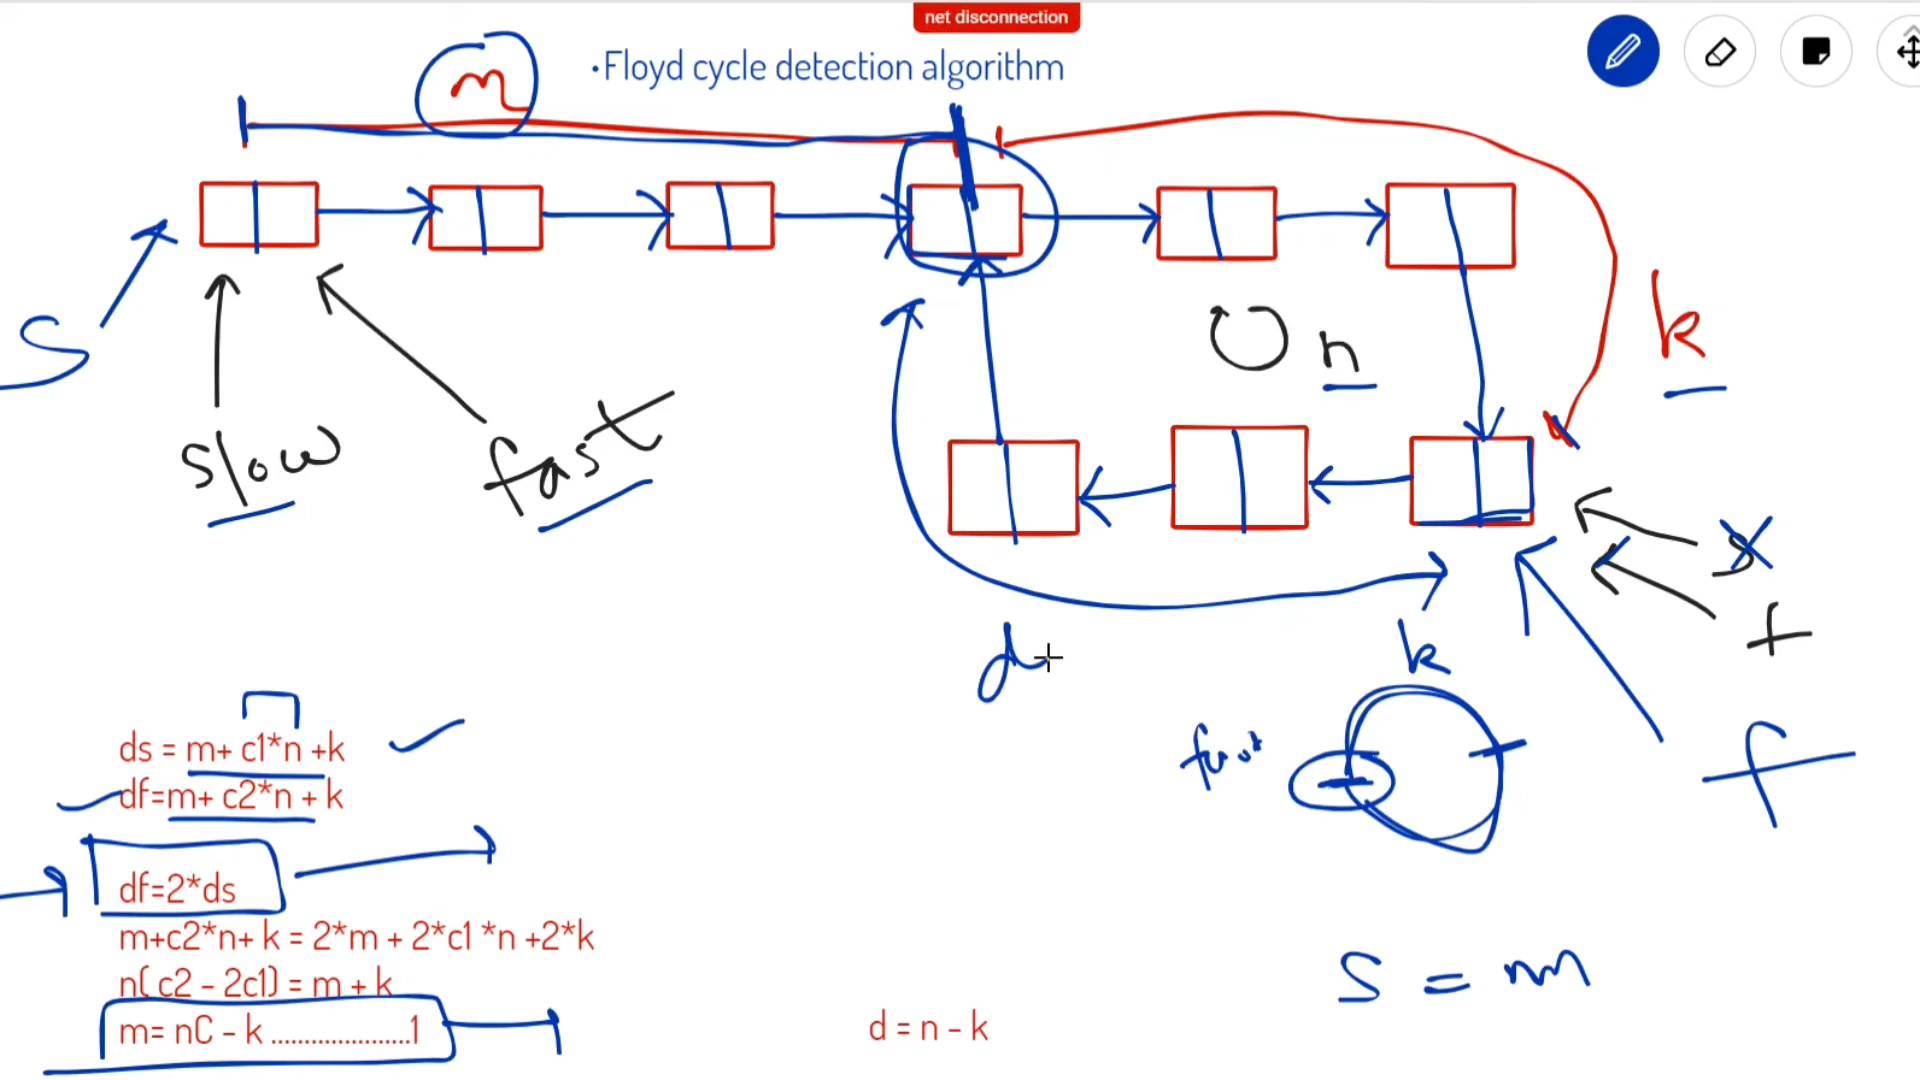 net disconnection
•Floyd cycle detection algorithm
m
S
n
k
slow
fast
s
f
d
k
fast
f
ds = m+ c1*n +k
df=m+ c2*n + k
df=2*ds
m+c2*n+ k = 2*m + 2*c1 *n +2*k
n( c2 - 2c1) = m + k
m= nC - k .....................1
d = n - k
S = m